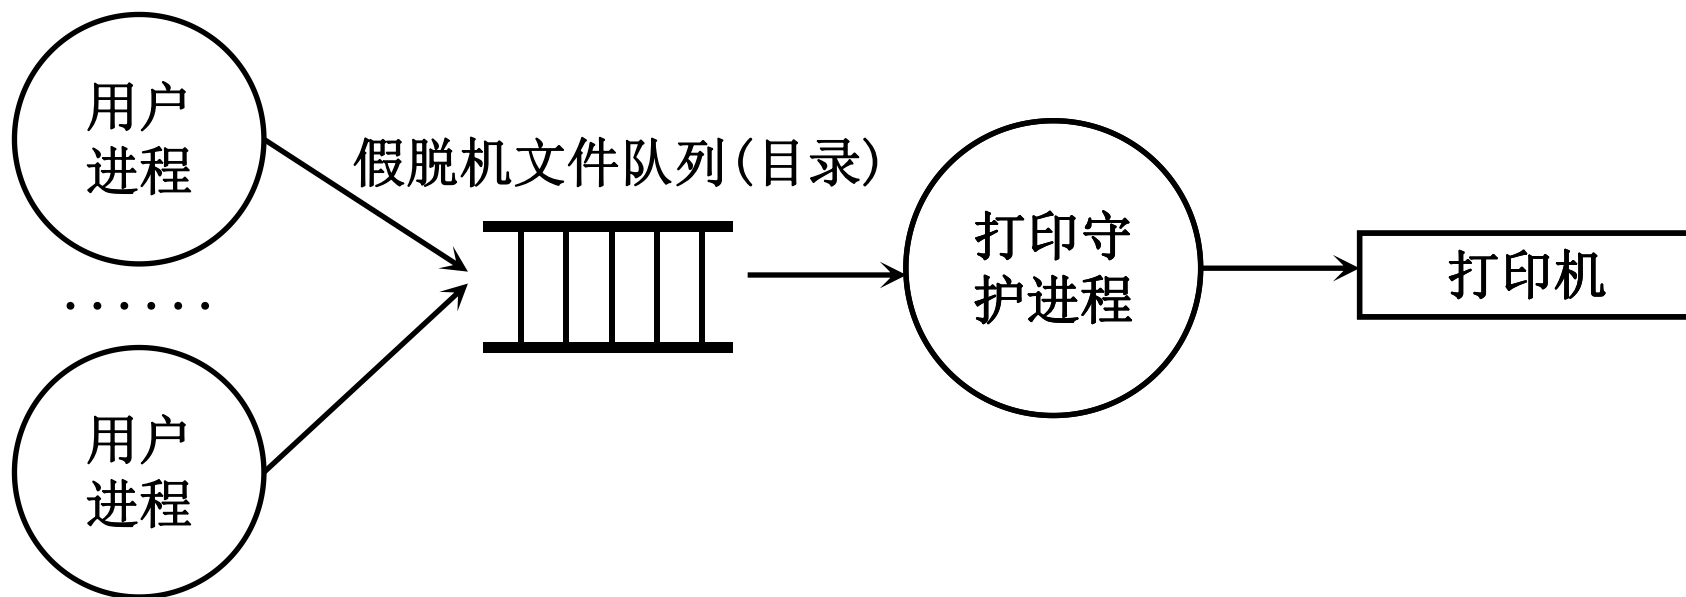 用户
进程
假脱机文件队列(目录)
······
用户
进程
打印守
护进程
打印机